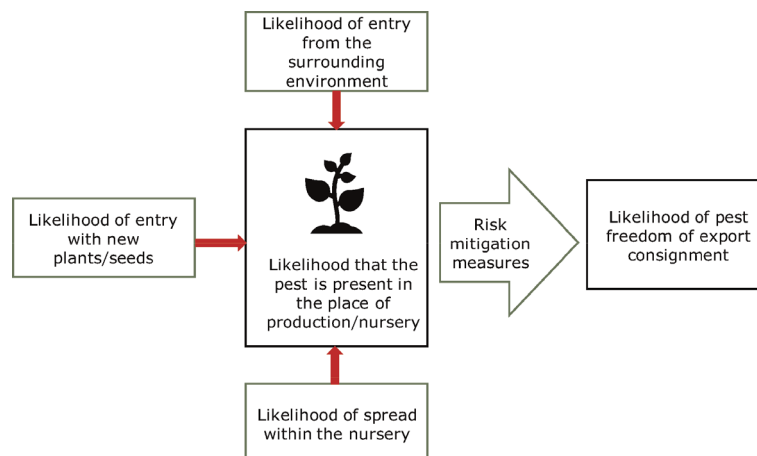 Likelihood of entry
from the
surrounding
environment
Likelihood of entry
with new
plants/seeds
Likelihood that the
pest is present in
the place of
production/nursery
Risk
mitigation
measures
Likelihood of pest
freedom of export
consignment
Likelihood of spread
within the nursery